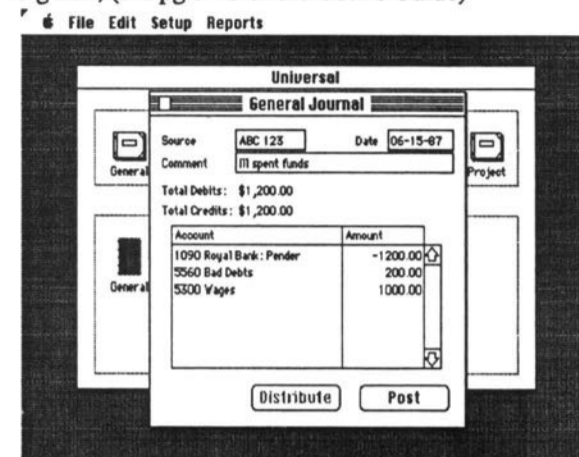 File Edit Setup Reports
Universal
General Journal
Source ABC 123 Date 06-15-87
Comment M spent funds
General
Project
Total Debits: $1,200.00
Total Credits: $1,200.00
Account Amount
1090 Royal Bank: Pender -1200.00
5560 Bad Debts 200.00
5300 Wages 1000.00
General
Distribute Post